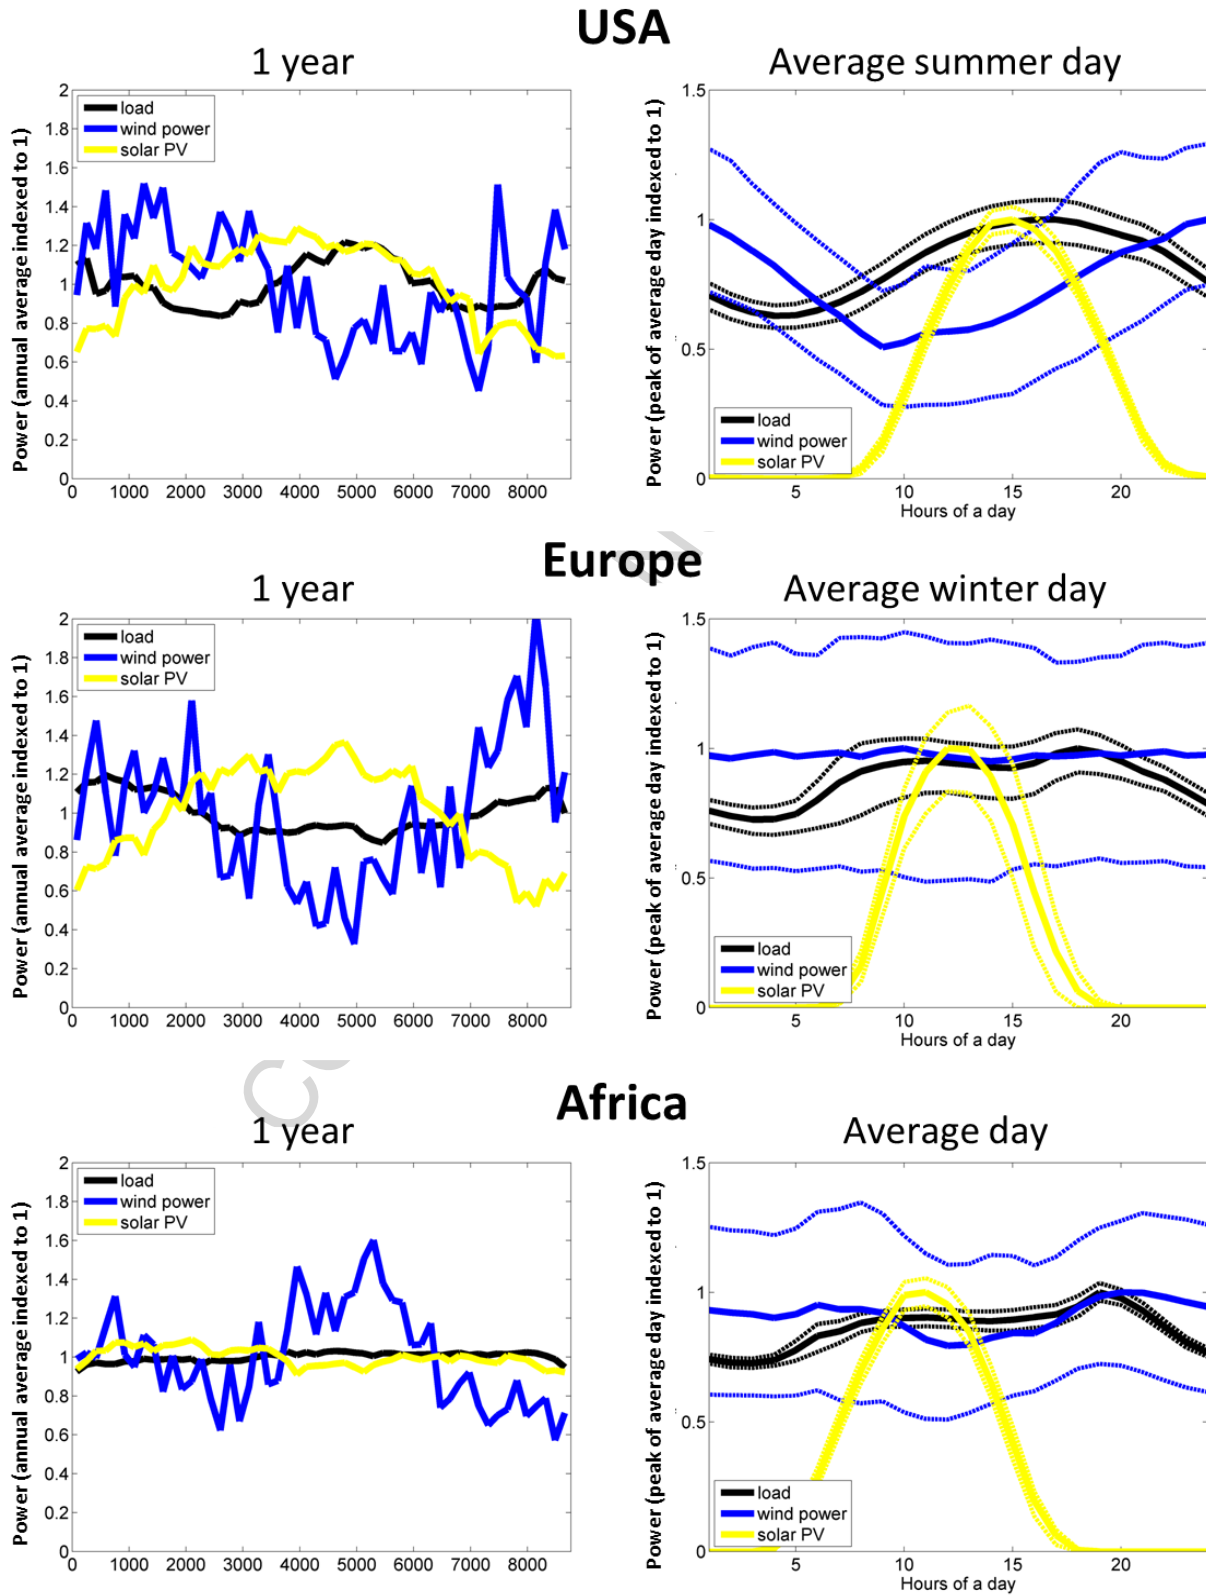 USA
1 year
Average summer day
Power (annual average indexed to 1)
2
1.8
1.6
1.4
1.2
1
0.8
0.6
0.4
0.2
0
load
wind power
solar PV
0 1000 2000 3000 4000 5000 6000 7000 8000
Power (peak of average day indexed to 1)
1.5
1
0.5
0
load
wind power
solar PV
5 10 15 20
Hours of a day
Europe
1 year
Average winter day
Power (annual average indexed to 1)
2
1.8
1.6
1.4
1.2
1
0.8
0.6
0.4
0.2
0
load
wind power
solar PV
0 1000 2000 3000 4000 5000 6000 7000 8000
Power (peak of average day indexed to 1)
1.5
1
0.5
0
load
wind power
solar PV
5 10 15 20
Hours of a day
Africa
1 year
Average day
Power (annual average indexed to 1)
2
1.8
1.6
1.4
1.2
1
0.8
0.6
0.4
0.2
0
load
wind power
solar PV
0 1000 2000 3000 4000 5000 6000 7000 8000
Power (peak of average day indexed to 1)
1.5
1
0.5
0
load
wind power
solar PV
5 10 15 20
Hours of a day